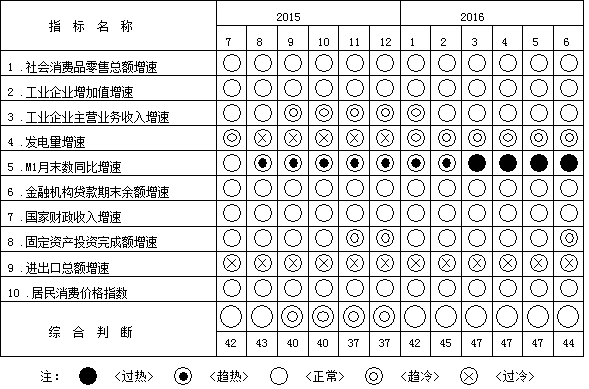 指 标 名 称 2015 2016
7 8 9 10 11 12 1 2 3 4 5 6
1 .社会消费品零售总额增速
2 .工业企业增加值增速
3 .工业企业主营业务收入增速
4 .发电量增速
5 .M1月末数同比增速
6 .金融机构贷款期末余额增速
7 .国家财政收入增速
8 .固定资产投资完成额增速
9 .进出口总额增速
10 .居民消费价格指数
综 合 判 断
42 43 40 40 37 37 42 45 47 47 47 44
注: <过热> <趋热> <正常> <趋冷> <过冷>